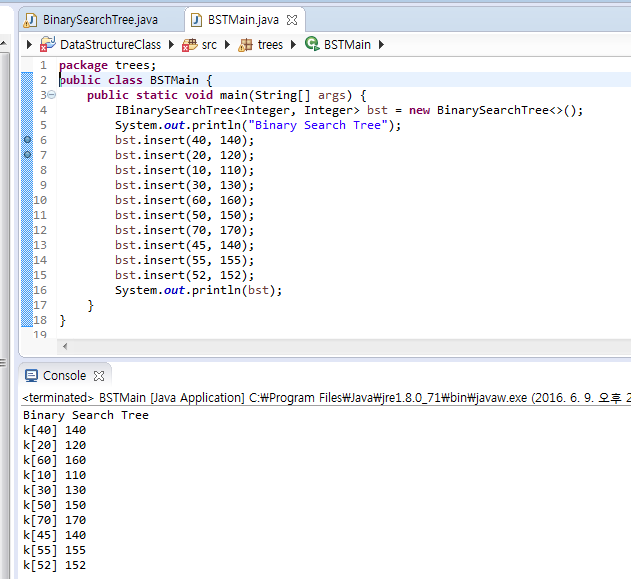 BinarySearchTree.java BSTMain.java
DataStructureClass src trees BSTMain
1 package trees;
2 public class BSTMain {
3 public static void main(String[] args) {
4 IBinarySearchTree<Integer, Integer> bst = new BinarySearchTree<>();
5 System.out.println("Binary Search Tree");
6 bst.insert(40, 140);
7 bst.insert(20, 120);
8 bst.insert(10, 110);
9 bst.insert(30, 130);
10 bst.insert(60, 160);
11 bst.insert(50, 150);
12 bst.insert(70, 170);
13 bst.insert(45, 140);
14 bst.insert(55, 155);
15 bst.insert(52, 152);
16 System.out.println(bst);
17 }
18 }
19
Console
<terminated> BSTMain [Java Application] C:₩Program Files₩Java₩jre1.8.0_71₩bin₩javaw.exe (2016. 6. 9. 오후 2
Binary Search Tree
k[40] 140
k[20] 120
k[60] 160
k[10] 110
k[30] 130
k[50] 150
k[70] 170
k[45] 140
k[55] 155
k[52] 152